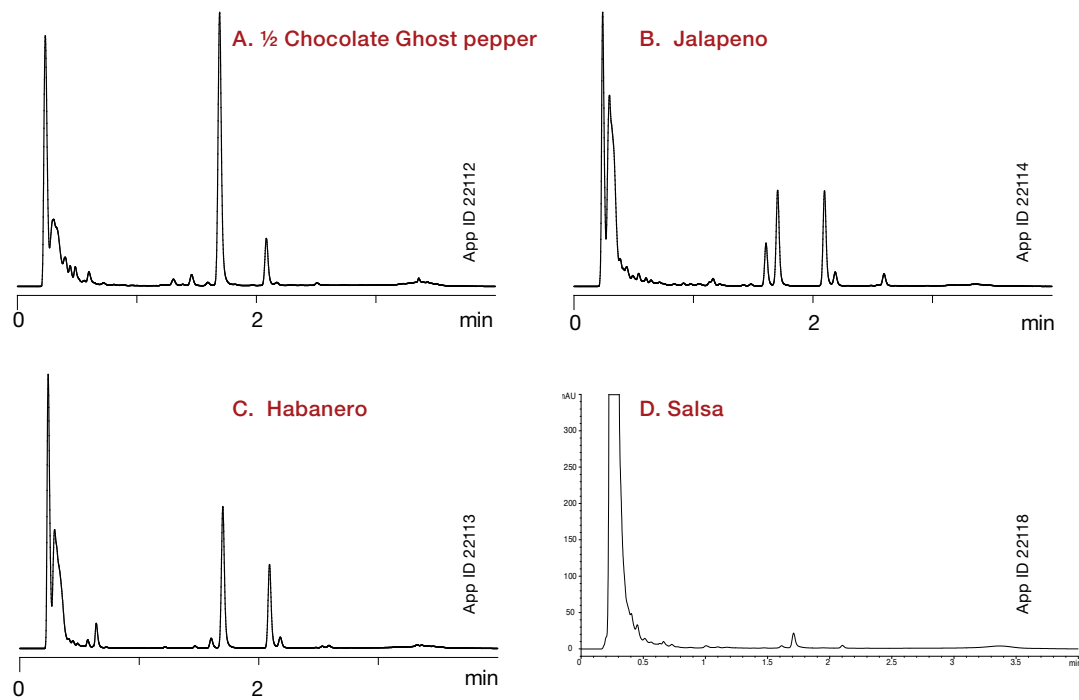 A. ½ Chocolate Ghost pepper
App ID 22112
0
2
min
B. Jalapeno
App ID 22114
0
2
min
C. Habanero
App ID 22113
0
2
D. Salsa
mAU
350
300
250
200
150
100
50
0
App ID 22118
0 0.5 1 1.5 2 2.5 3 3.5 min